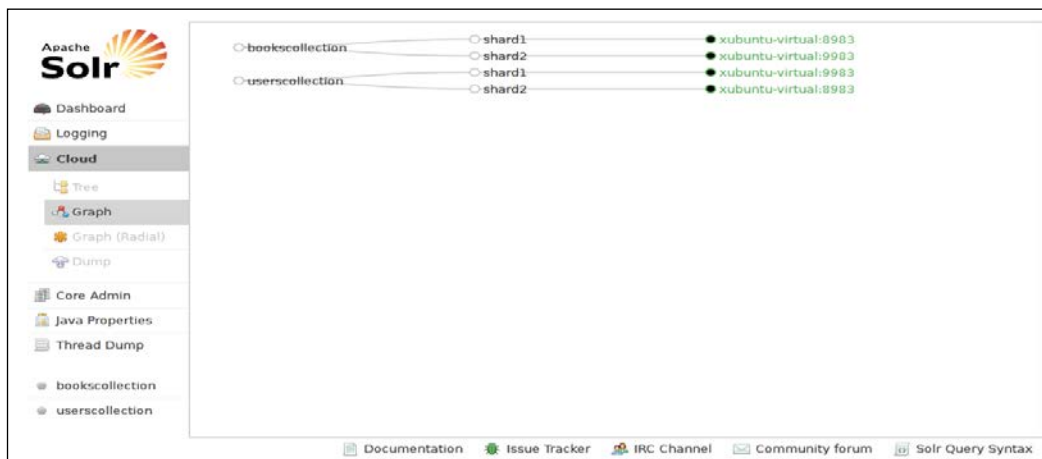 Apache
Solr
Dashboard
Logging
Cloud
Tree
Graph
Graph (Radial)
Dump
Core Admin
Java Properties
Thread Dump
bookscollection
userscollection
bookscollection
shard1
xubuntu-virtual:8983
shard2
xubuntu-virtual:9983
userscollection
shard1
xubuntu-virtual:9983
shard2
xubuntu-virtual:8983
Documentation
Issue Tracker
IRC Channel
Community forum
Solr Query Syntax